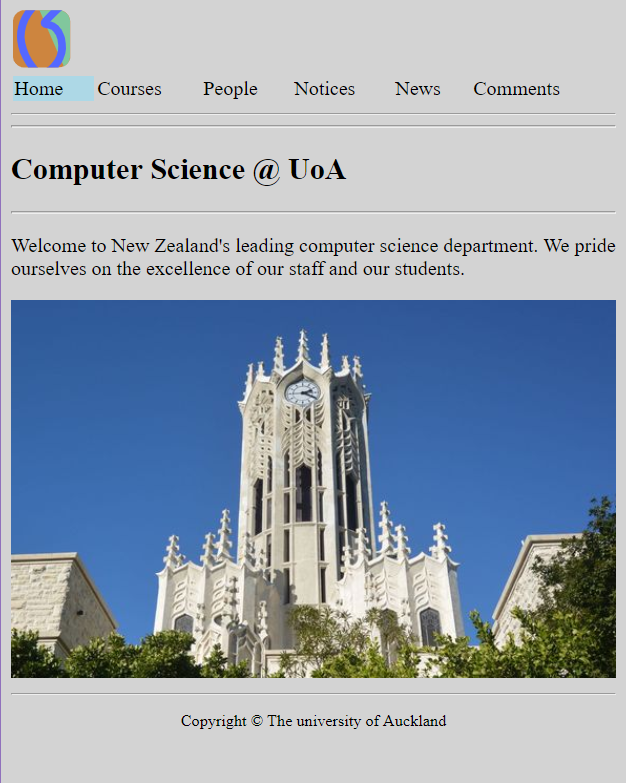 Home Courses People Notices News Comments
Computer Science @ UoA
Welcome to New Zealand's leading computer science department. We pride
ourselves on the excellence of our staff and our students.
Copyright © The university of Auckland